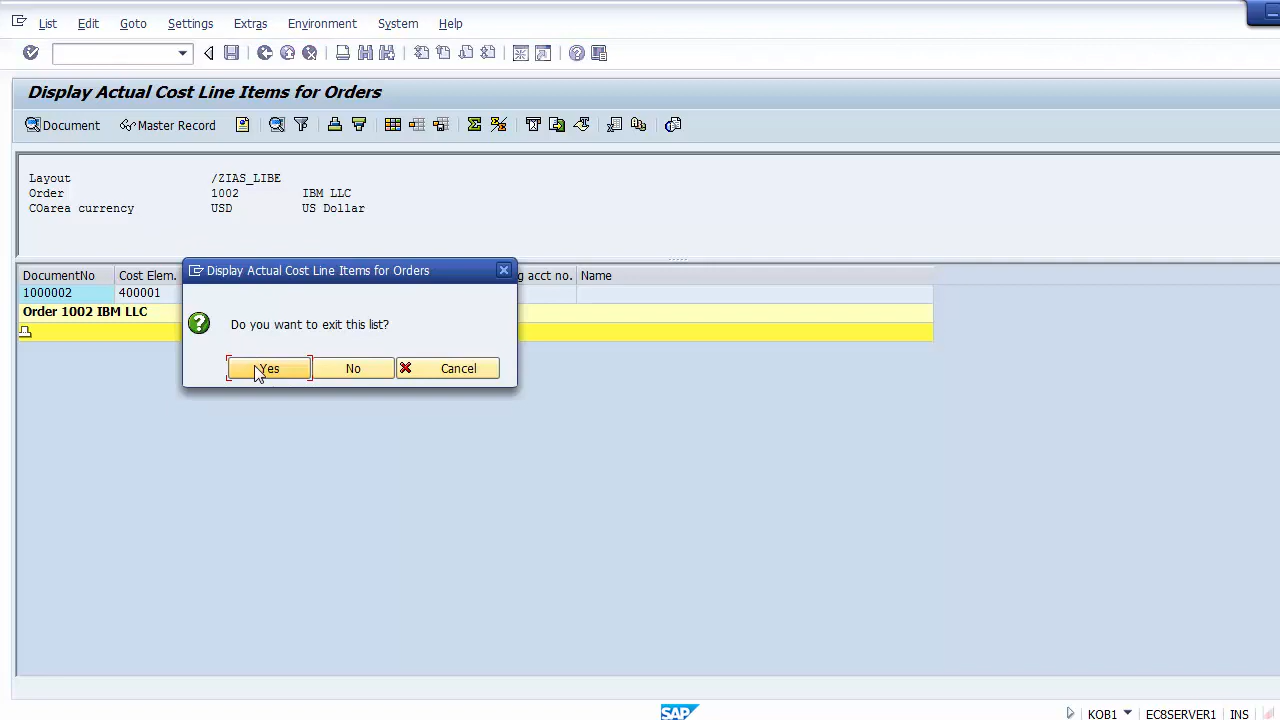 List Edit Goto Settings Extras Environment System Help
Display Actual Cost Line Items for Orders
Document Master Record
Layout /ZIAS_LIBE
Order 1002 IBM LLC
COarea currency USD US Dollar
Display Actual Cost Line Items for Orders
DocumentNo Cost Elem. g acct no. Name
1000002 400001
Order 1002 IBM LLC
Do you want to exit this list?
Yes No Cancel
SAP KOB1 EC8SERVER1 INS